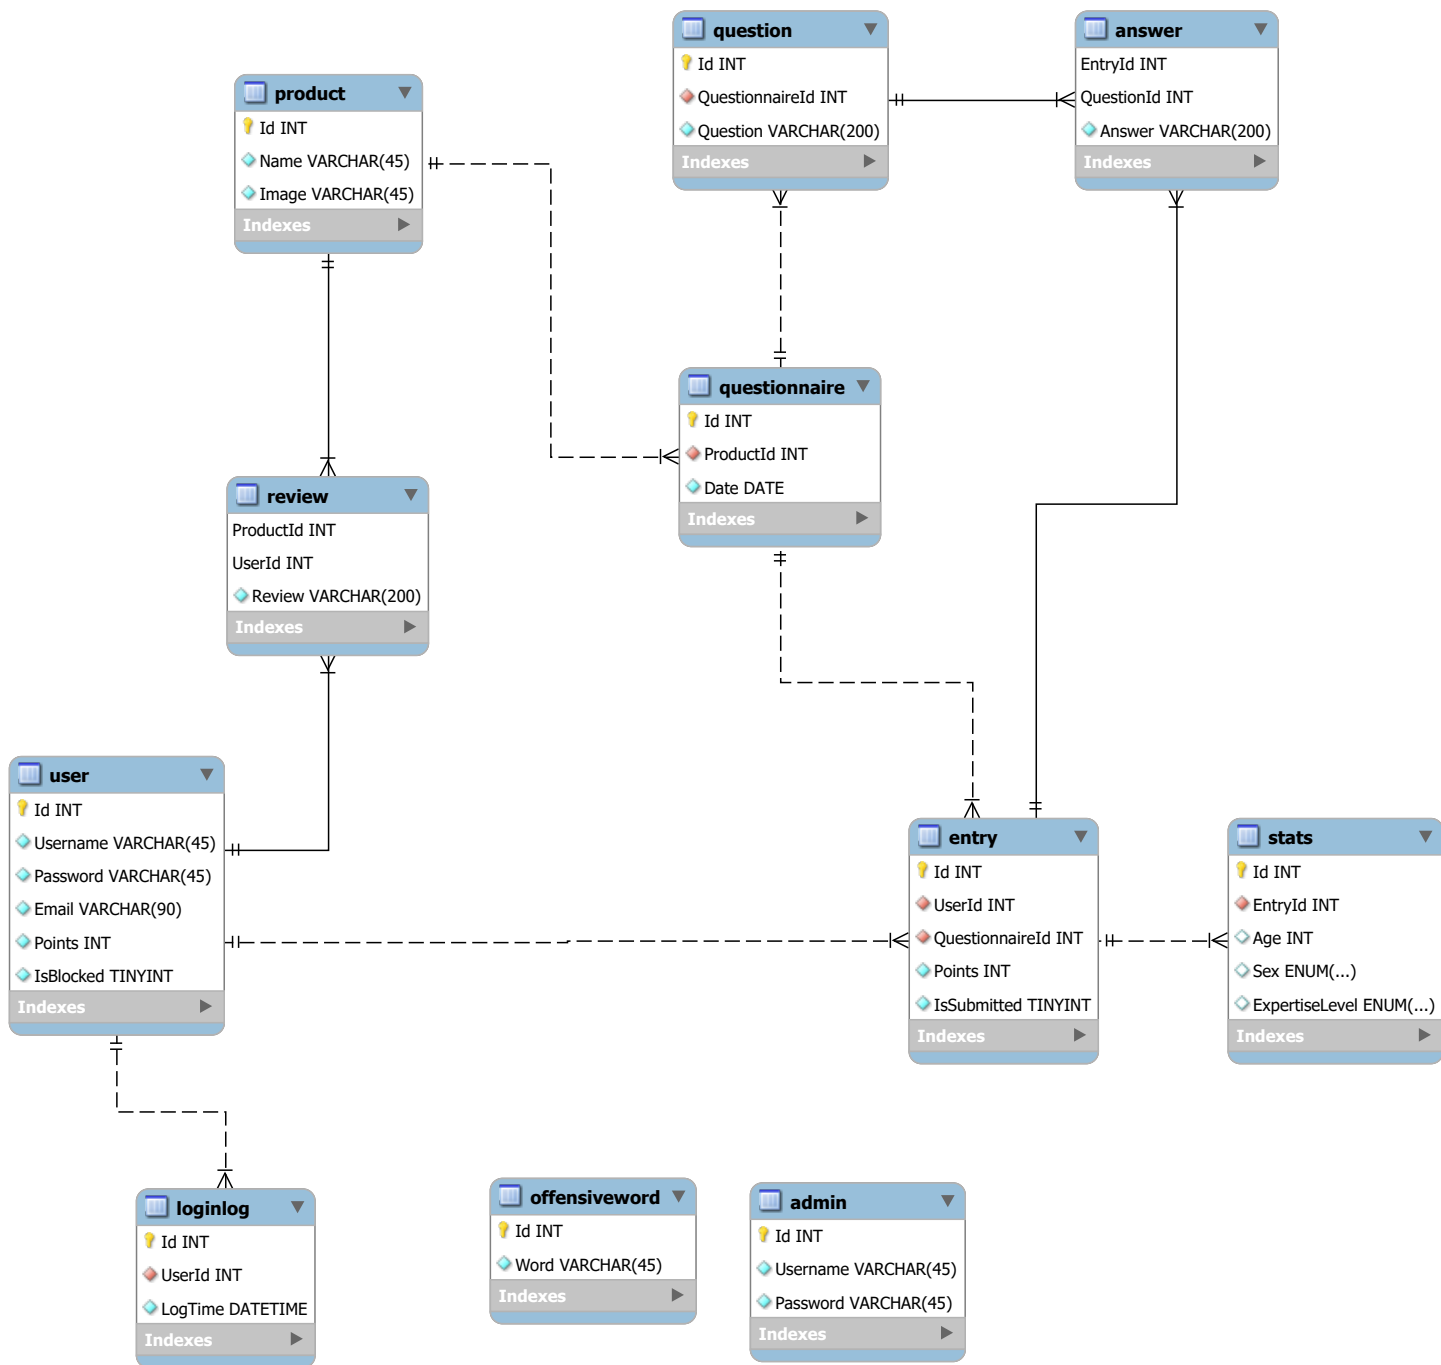 question
Id INT
QuestionnaireId INT
Question VARCHAR(200)
Indexes
answer
EntryId INT
QuestionId INT
Answer VARCHAR(200)
Indexes
product
Id INT
Name VARCHAR(45)
Image VARCHAR(45)
Indexes
questionnaire
Id INT
ProductId INT
Date DATE
Indexes
review
ProductId INT
UserId INT
Review VARCHAR(200)
Indexes
user
Id INT
Username VARCHAR(45)
Password VARCHAR(45)
Email VARCHAR(90)
Points INT
IsBlocked TINYINT
Indexes
entry
Id INT
UserId INT
QuestionnaireId INT
Points INT
IsSubmitted TINYINT
Indexes
stats
Id INT
EntryId INT
Age INT
Sex ENUM(...)
ExpertiseLevel ENUM(...)
Indexes
loginlog
Id INT
UserId INT
LogTime DATETIME
Indexes
offensiveword
Id INT
Word VARCHAR(45)
Indexes
admin
Id INT
Username VARCHAR(45)
Password VARCHAR(45)
Indexes